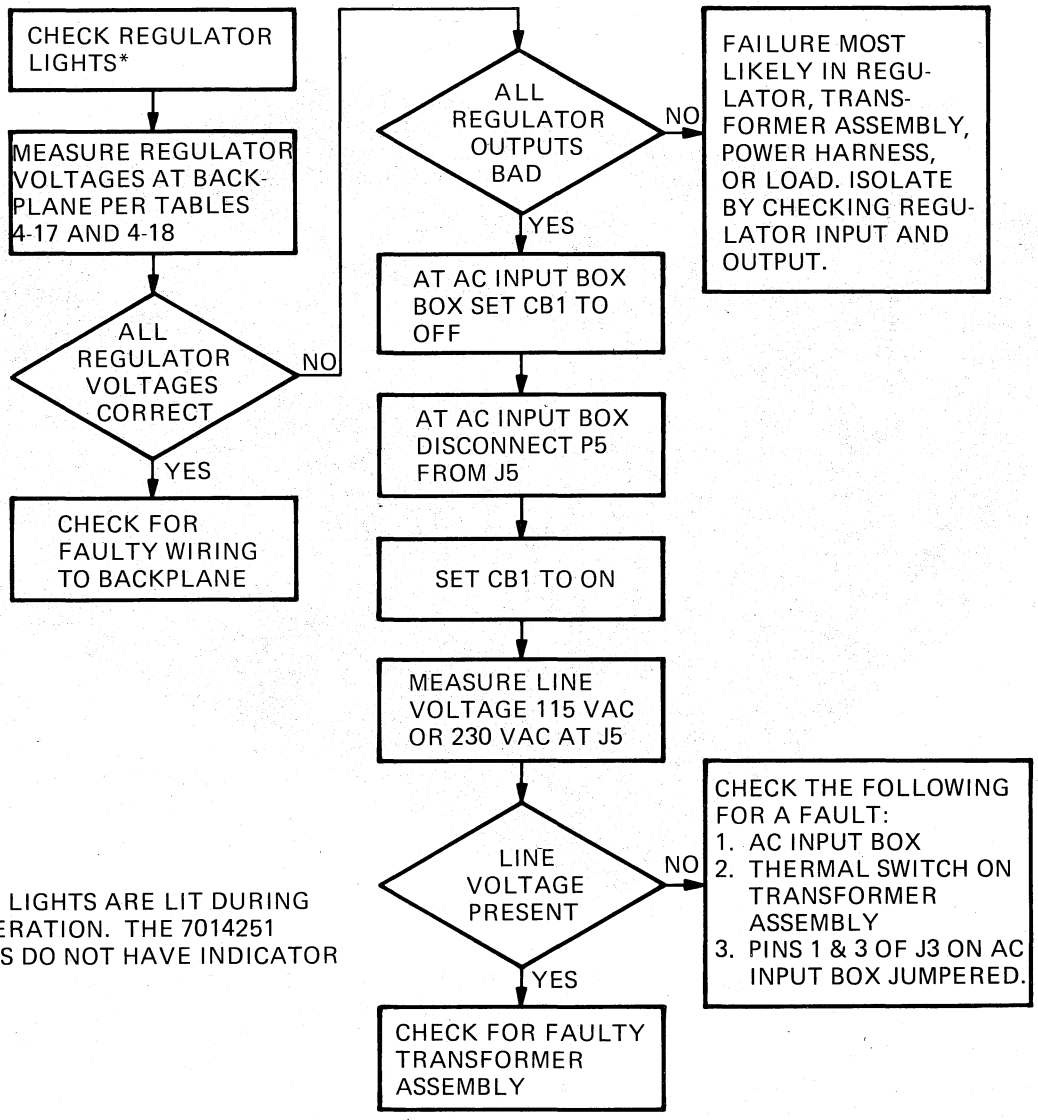 CHECK REGULATOR
LIGHTS*
MEASURE REGULATOR
VOLTAGES AT BACK-
PLANE PER TABLES
4-17 AND 4-18
ALL
REGULATOR
VOLTAGES
CORRECT
NO
YES
CHECK FOR
FAULTY WIRING
TO BACKPLANE
ALL
REGULATOR
OUTPUTS
BAD
NO
YES
FAILURE MOST
LIKELY IN REGU-
LATOR, TRANS-
FORMER ASSEMBLY,
POWER HARNESS,
OR LOAD. ISOLATE
BY CHECKING REGU-
LATOR INPUT AND
OUTPUT.
AT AC INPUT BOX
BOX SET CB1 TO
OFF
AT AC INPUT BOX
DISCONNECT P5
FROM J5
SET CB1 TO ON
MEASURE LINE
VOLTAGE 115 VAC
OR 230 VAC AT J5
LINE
VOLTAGE
PRESENT
NO
YES
CHECK THE FOLLOWING
FOR A FAULT:
1. AC INPUT BOX
2. THERMAL SWITCH ON
TRANSFORMER
ASSEMBLY
3. PINS 1 & 3 OF J3 ON AC
INPUT BOX JUMPERED.
CHECK FOR FAULTY
TRANSFORMER
ASSEMBLY
LIGHTS ARE LIT DURING
ERATION. THE 7014251
S DO NOT HAVE INDICATOR